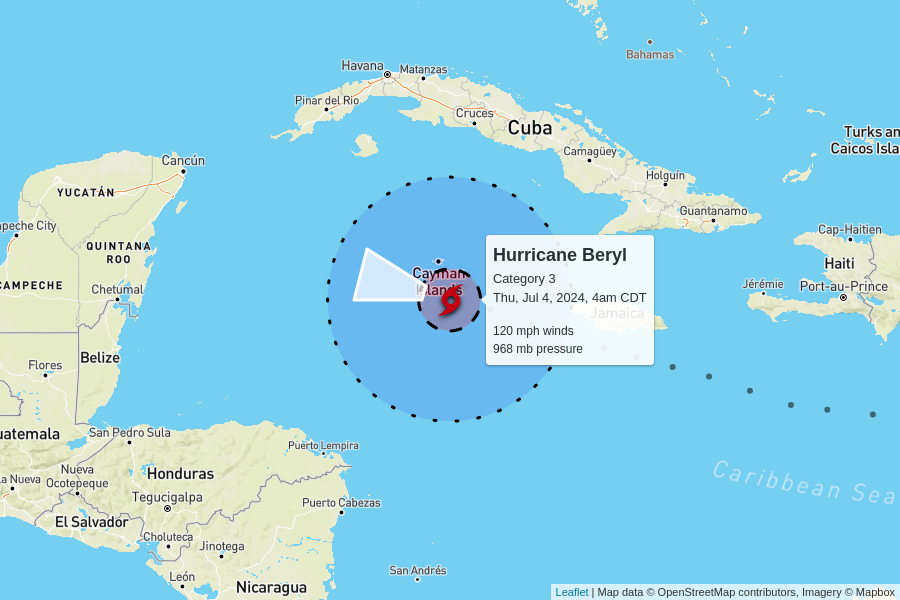 Bahamas
Havana
Matanzas
Pinar del Rio
Cruces
Cuba
Turks an
Caicos Isla
Camagüey
Cancún
Holguín
YUCATÁN
Guantanamo
peche City
Cap-Haitien
QUINTANA
ROO
Hurricane Beryl
Category 3
Thu, Jul 4, 2024, 4am CDT
120 mph winds
968 mb pressure
Haiti
Cayman
Islands
Jérémie
Port-au-Prince
CAMPECHE
Chetumal
Jamaica
Belize
Flores
uatemala
San Pedro Sula
Puerto Lempira
Nueva
Ocotepeque
Honduras
Caribbean Sea
la Nueva
Tegucigalpa
Puerto Cabezas
El Salvador
Choluteca
Jinotega
San Andrés
León
Nicaragua
Leaflet | Map data © OpenStreetMap contributors, Imagery © Mapbox